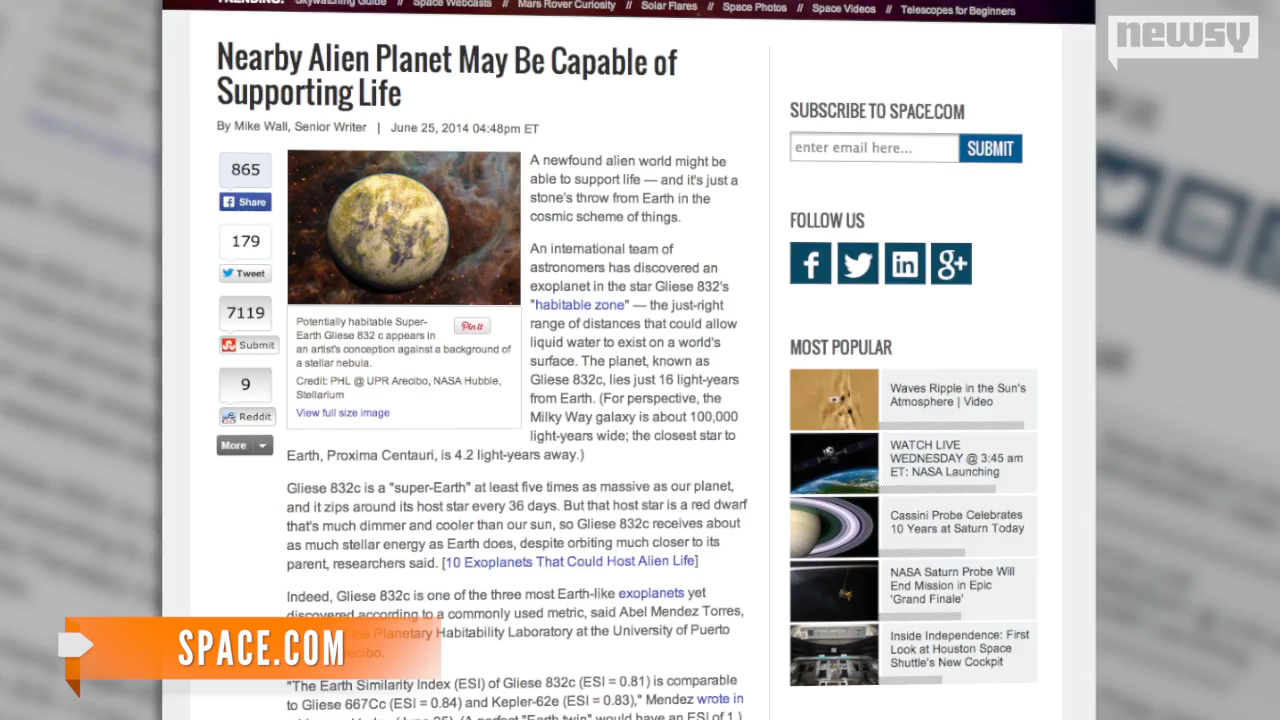 TRENDING:
Skywatching Guide // Space Webcasts // Mars Rover Curiosity // Solar Flares // Space Photos // Space Videos // Telescopes for Beginners
newsy
Nearby Alien Planet May Be Capable of
Supporting Life
By Mike Wall, Senior Writer | June 25, 2014 04:48pm ET
865
Share
179
Tweet
7119
Submit
9
Reddit
More
Potentially habitable Super-
Earth Gliese 832 c appears in
an artist's conception against a background of
a stellar nebula.
Pin it
Credit: PHL @ UPR Arecibo, NASA Hubble,
Stellarium
View full size image
A newfound alien world might be
able to support life — and it's just a
stone's throw from Earth in the
cosmic scheme of things.
An international team of
astronomers has discovered an
exoplanet in the star Gliese 832's
"habitable zone" — the just-right
range of distances that could allow
liquid water to exist on a world's
surface. The planet, known as
Gliese 832c, lies just 16 light-years
from Earth. (For perspective, the
Milky Way galaxy is about 100,000
light-years wide; the closest star to
Earth, Proxima Centauri, is 4.2 light-years away.)
Gliese 832c is a "super-Earth" at least five times as massive as our planet,
and it zips around its host star every 36 days. But that host star is a red dwarf
that's much dimmer and cooler than our sun, so Gliese 832c receives about
as much stellar energy as Earth does, despite orbiting much closer to its
parent, researchers said. [10 Exoplanets That Could Host Alien Life]
Indeed, Gliese 832c is one of the three most Earth-like exoplanets yet
discovered according to a commonly used metric, said Abel Mendez Torres,
the Planetary Habitability Laboratory at the University of Puerto
"The Earth Similarity Index (ESI) of Gliese 832c (ESI = 0.81) is comparable
to Gliese 667Cc (ESI = 0.84) and Kepler-62e (ESI = 0.83)," Mendez wrote in
(A perfect "Earth twin" would have an ESI of 1.)
SPACE.COM
SUBSCRIBE TO SPACE.COM
enter email here...
SUBMIT
FOLLOW US
MOST POPULAR
Waves Ripple in the Sun's
Atmosphere | Video
WATCH LIVE
WEDNESDAY @ 3:45 am
ET: NASA Launching
Cassini Probe Celebrates
10 Years at Saturn Today
NASA Saturn Probe Will
End Mission in Epic
'Grand Finale'
Inside Independence: First
Look at Houston Space
Shuttle's New Cockpit